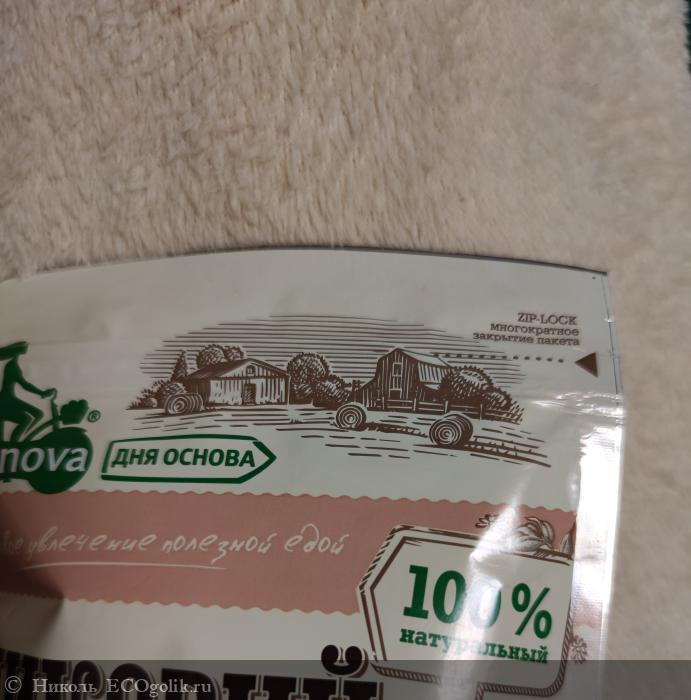 ZIP-LOCK
многократное
закрытие пакета
nova®
ДНЯ ОСНОВА
увлечение полезной едой
100%
натуральный
© Николь ECOgolik.ru